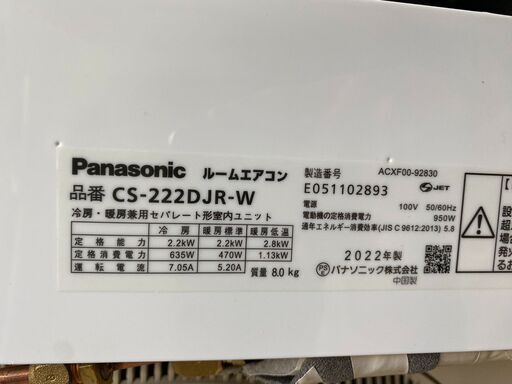 Panasonic ルームエアコン
品番 CS-222DJR-W
冷房・暖房兼用セパレート形室内ユニット
冷房 暖房標準 暖房低温
定格能力 2.2kW 2.2kW 2.8kW
定格消費電力 635W 470W 1.13kW
運転電流 7.05A 5.20A
質量 8.0kg
製造番号 ACXF00-92830
E051102893 JET
電源 100V 50/60Hz
電動機の定格消費電力 950W
通年エネルギー消費効率(JIS C 9612:2013) 5.8
2022年製
PS パナソニック株式会社
中国製